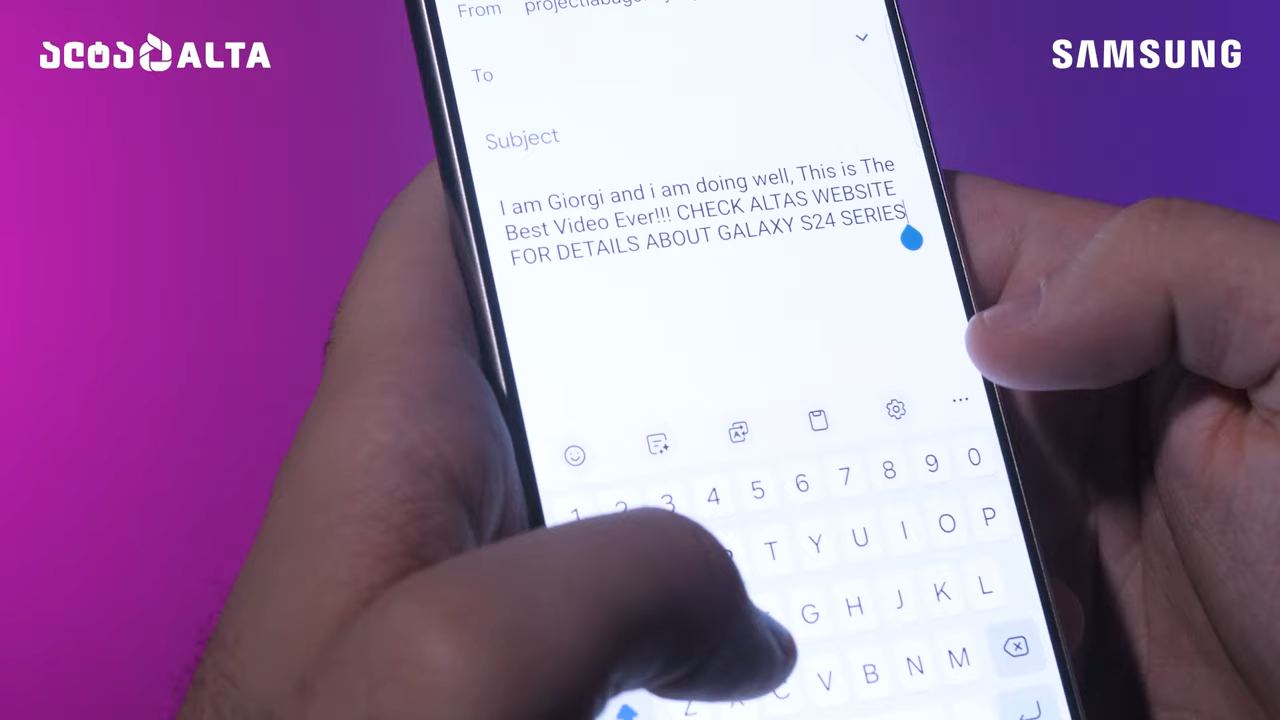 ალტა ALTA
SAMSUNG
From
To
Subject
I am Giorgi and i am doing well, This is The
Best Video Ever!!! CHECK ALTAS WEBSITE
FOR DETAILS ABOUT GALAXY S24 SERIES
1 2 3 4 5 6 7 8 9 0
T Y U I O P
G H J K L
Z X C V B N M